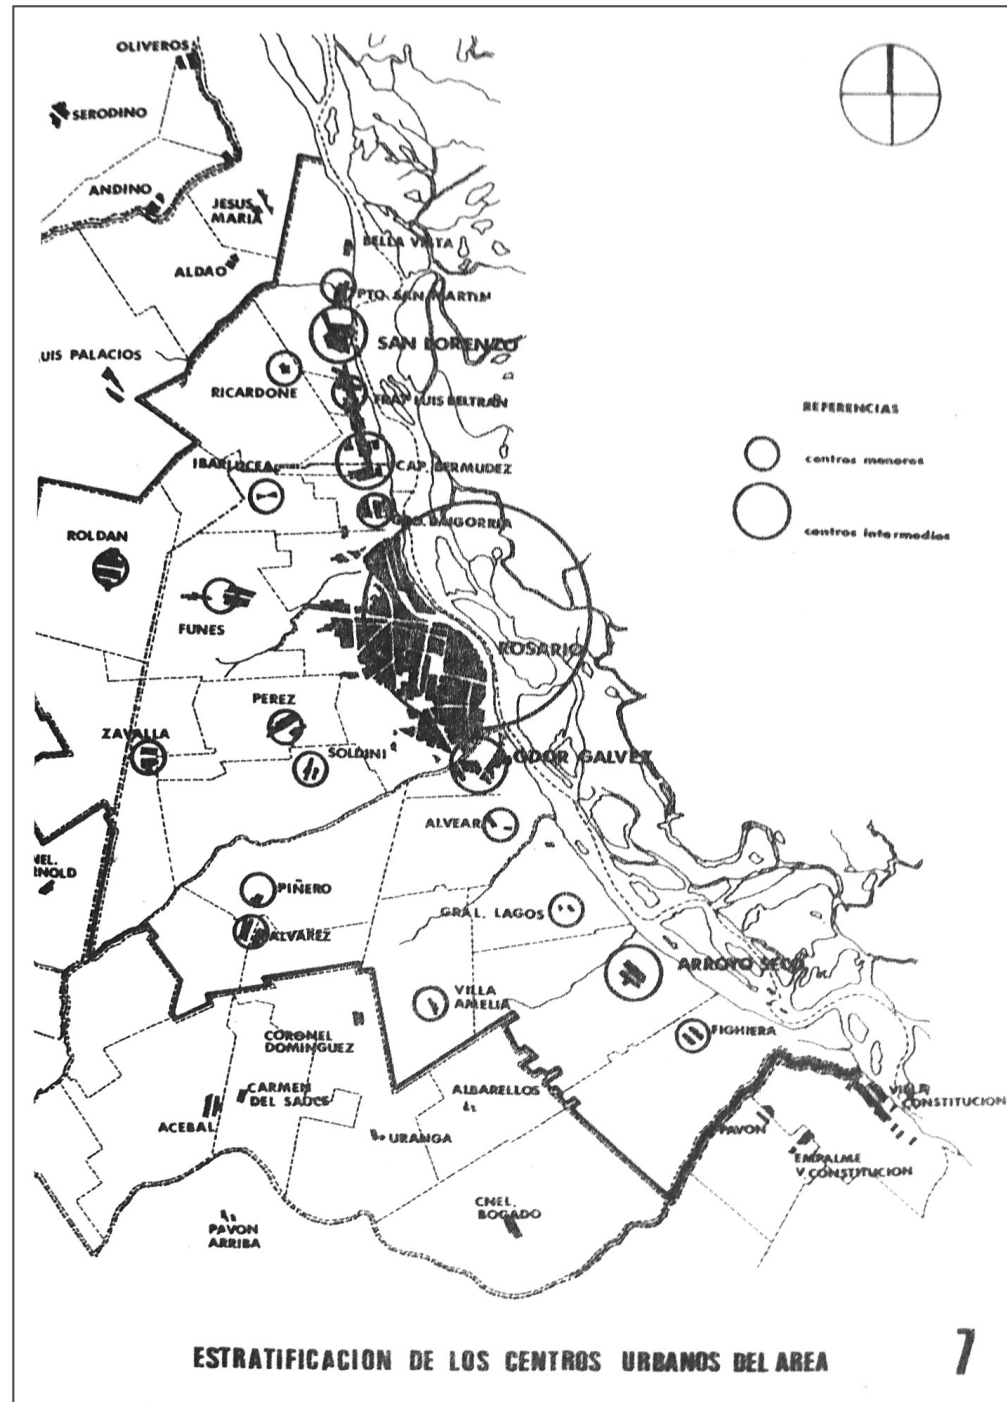 OLIVEROS
SERODINO
ANDINO
JESUS
MARIA
BELLA VISTA
ALDAO
PTO. SAN MARTIN
SAN LORENZO
UIS PALACIOS
RICARDONE
FRAY LUIS BELTRAN
REFERENCIAS
IBARLUCEA
CAP. BERMUDEZ
centros menores
GRO. BAIGORRIA
centros intermedios
ROLDAN
FUNES
ROSARIO
PEREZ
ZAVALLA
SOLDINI
GDOR GALVEZ
ALVEAR
NEL.
RNOLD
PIÑERO
GRAL. LAGOS
ALVAREZ
ARROYO SECO
VILLA
AMELIA
FIGHIERA
CORONEL
DOMINGUEZ
CARMEN
DEL SAUCE
ALBARELLOS
VILLA
CONSTITUCION
ACEBAL
URANGA
PAVON
EMPALME
V CONSTITUCION
CNEL.
BOGADO
PAVON
ARRIBA
ESTRATIFICACION DE LOS CENTROS URBANOS DEL AREA
7